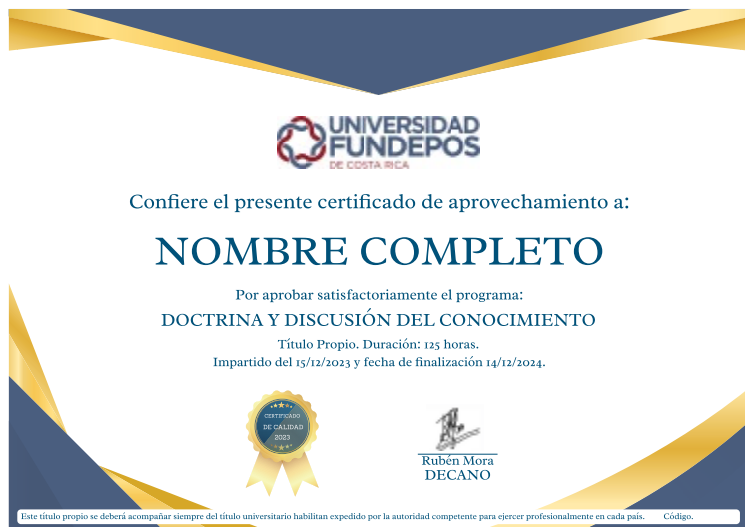 UNIVERSIDAD
FUNDEPOS
DE COSTA RICA
Confiere el presente certificado de aprovechamiento a:
NOMBRE COMPLETO
Por aprobar satisfactoriamente el programa:
DOCTRINA Y DISCUSIÓN DEL CONOCIMIENTO
Título Propio. Duración: 125 horas.
Impartido del 15/12/2023 y fecha de finalización 14/12/2024.
CERTIFICADO
DE CALIDAD
2023
Rubén Mora
DECANO
Este título propio se deberá acompañar siempre del título universitario habilitan expedido por la autoridad competente para ejercer profesionalmente en cada país. Código.